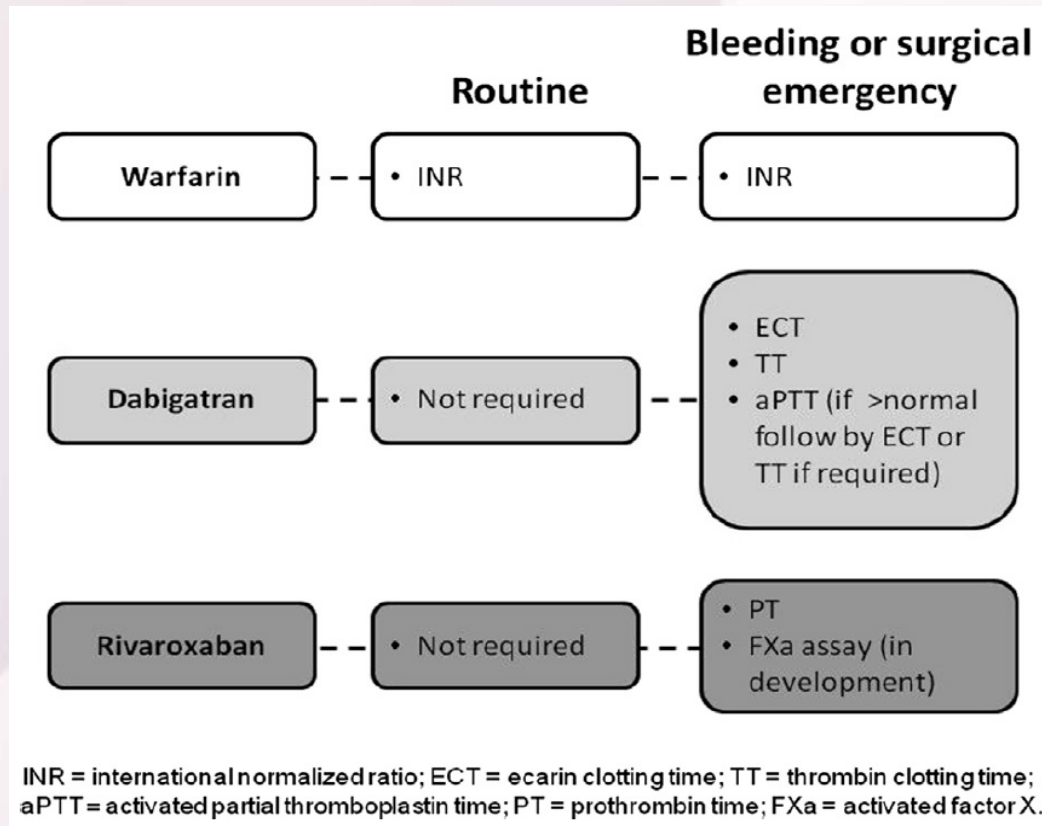 Routine
Bleeding or surgical
emergency
Warfarin
• INR
• INR
Dabigatran
• Not required
• ECT
• TT
• aPTT (if >normal
follow by ECT or
TT if required)
Rivaroxaban
• Not required
• PT
• FXa assay (in
development)
INR = international normalized ratio; ECT = ecarin clotting time; TT = thrombin clotting time;
aPTT = activated partial thromboplastin time; PT = prothrombin time; FXa = activated factor X.